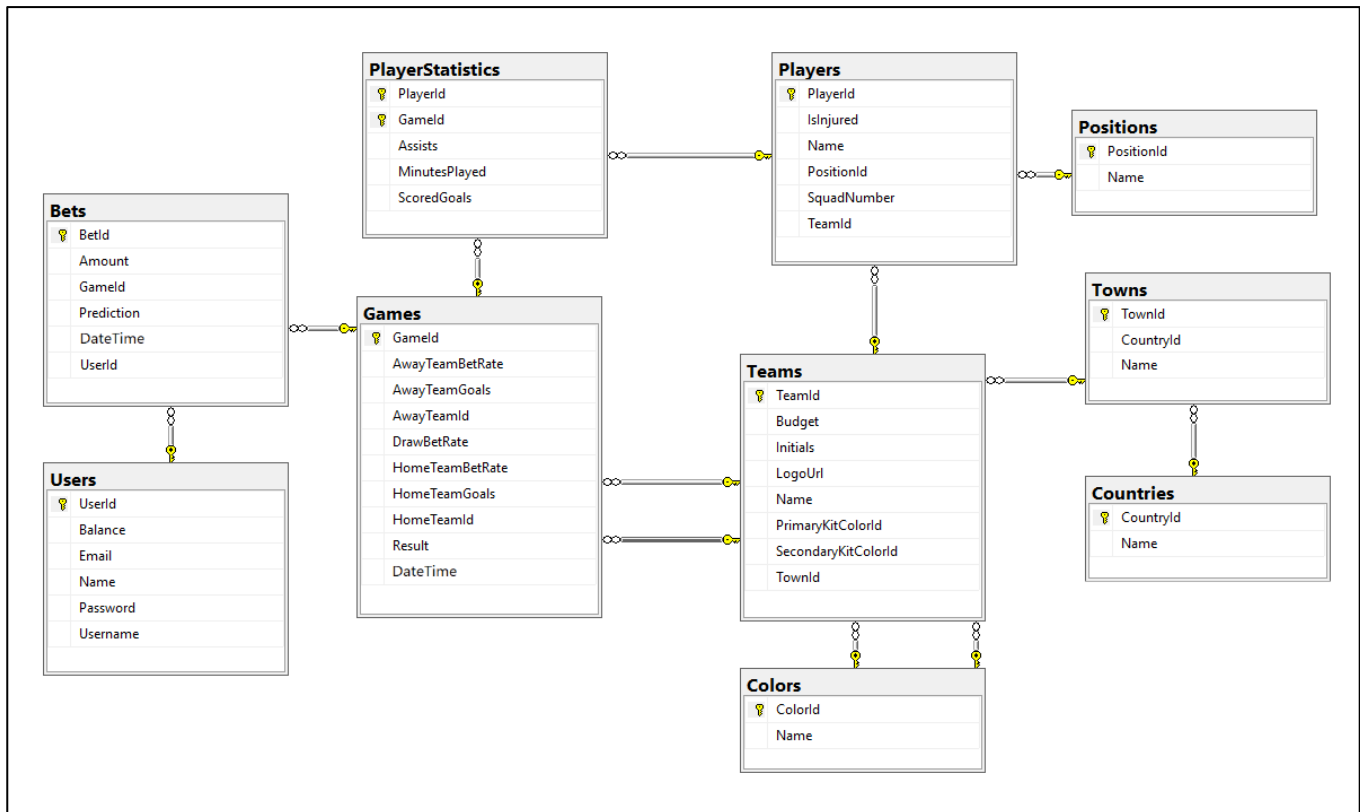 PlayerStatistics
PlayerId
GameId
Assists
MinutesPlayed
ScoredGoals
Players
PlayerId
IsInjured
Name
PositionId
SquadNumber
TeamId
Positions
PositionId
Name
Bets
BetId
Amount
GameId
Prediction
DateTime
UserId
Games
GameId
AwayTeamBetRate
AwayTeamGoals
AwayTeamId
DrawBetRate
HomeTeamBetRate
HomeTeamGoals
HomeTeamId
Result
DateTime
Towns
TownId
CountryId
Name
Teams
TeamId
Budget
Initials
LogoUrl
Name
PrimaryKitColorId
SecondaryKitColorId
TownId
Users
UserId
Balance
Email
Name
Password
Username
Countries
CountryId
Name
Colors
ColorId
Name